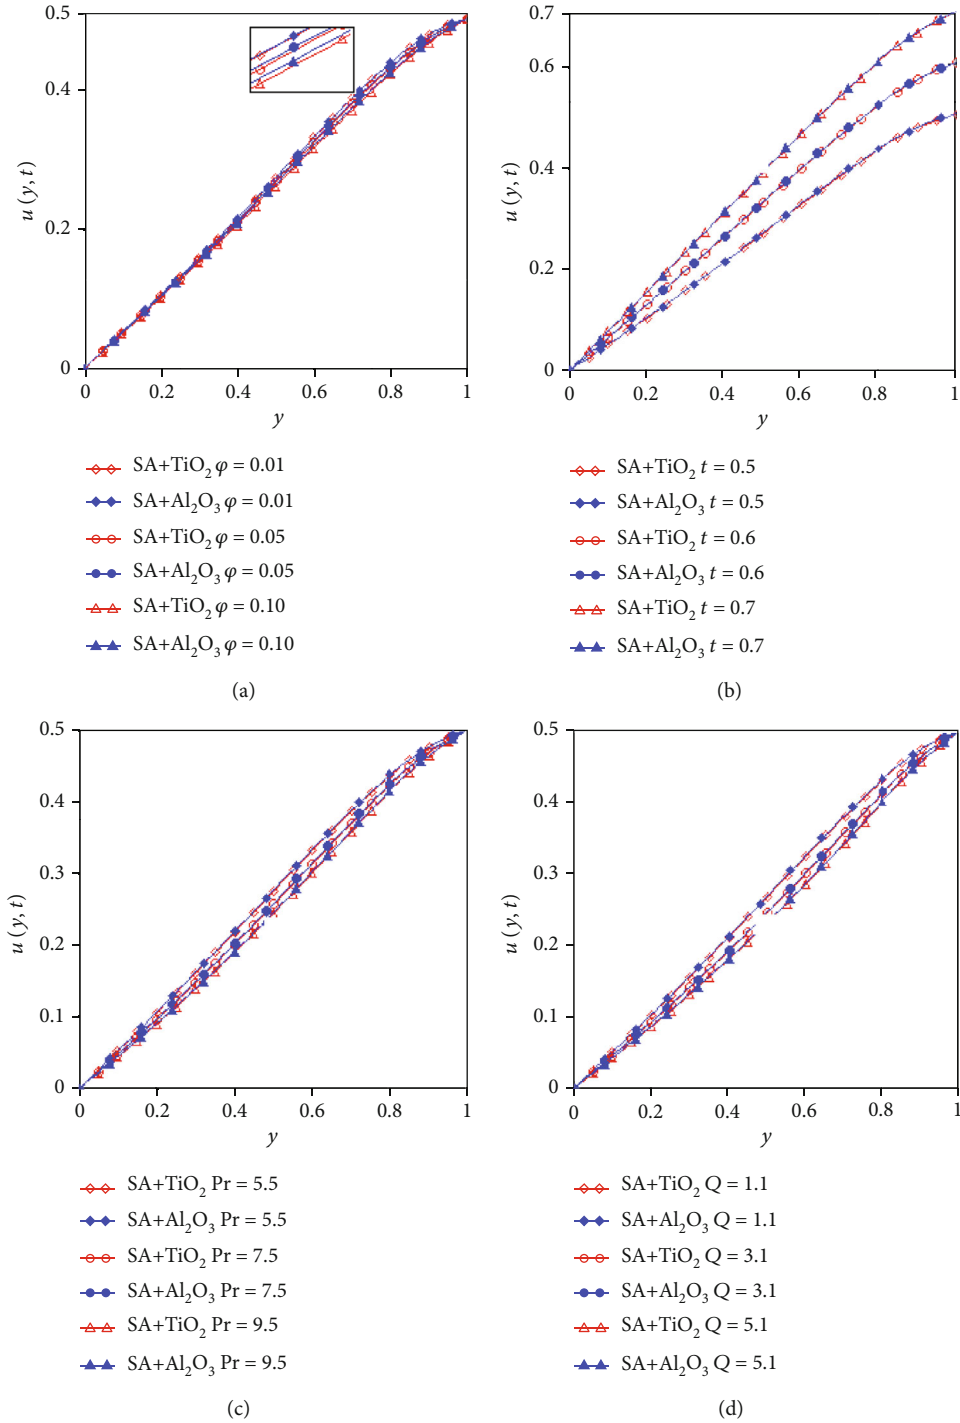 0.5
0.4
0.2
0
u (y, t)
0 0.2 0.4 0.6 0.8 1
y
SA+TiO₂ φ = 0.01
SA+Al₂O₃ φ = 0.01
SA+TiO₂ φ = 0.05
SA+Al₂O₃ φ = 0.05
SA+TiO₂ φ = 0.10
SA+Al₂O₃ φ = 0.10
(a)
0.7
0.6
0.4
0.2
0
u (y, t)
0 0.2 0.4 0.6 0.8 1
y
SA+TiO₂ t = 0.5
SA+Al₂O₃ t = 0.5
SA+TiO₂ t = 0.6
SA+Al₂O₃ t = 0.6
SA+TiO₂ t = 0.7
SA+Al₂O₃ t = 0.7
(b)
0.5
0.4
0.3
0.2
0.1
0
u (y, t)
0 0.2 0.4 0.6 0.8 1
y
SA+TiO₂ Pr = 5.5
SA+Al₂O₃ Pr = 5.5
SA+TiO₂ Pr = 7.5
SA+Al₂O₃ Pr = 7.5
SA+TiO₂ Pr = 9.5
SA+Al₂O₃ Pr = 9.5
(c)
0.5
0.4
0.3
0.2
0.1
0
u (y, t)
0 0.2 0.4 0.6 0.8 1
y
SA+TiO₂ Q = 1.1
SA+Al₂O₃ Q = 1.1
SA+TiO₂ Q = 3.1
SA+Al₂O₃ Q = 3.1
SA+TiO₂ Q = 5.1
SA+Al₂O₃ Q = 5.1
(d)